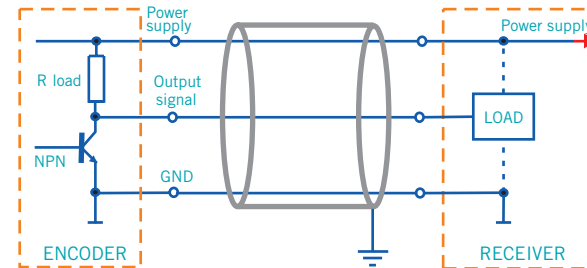 Power
supply
Power supply
R load
Output
signal
LOAD
NPN
GND
ENCODER
RECEIVER